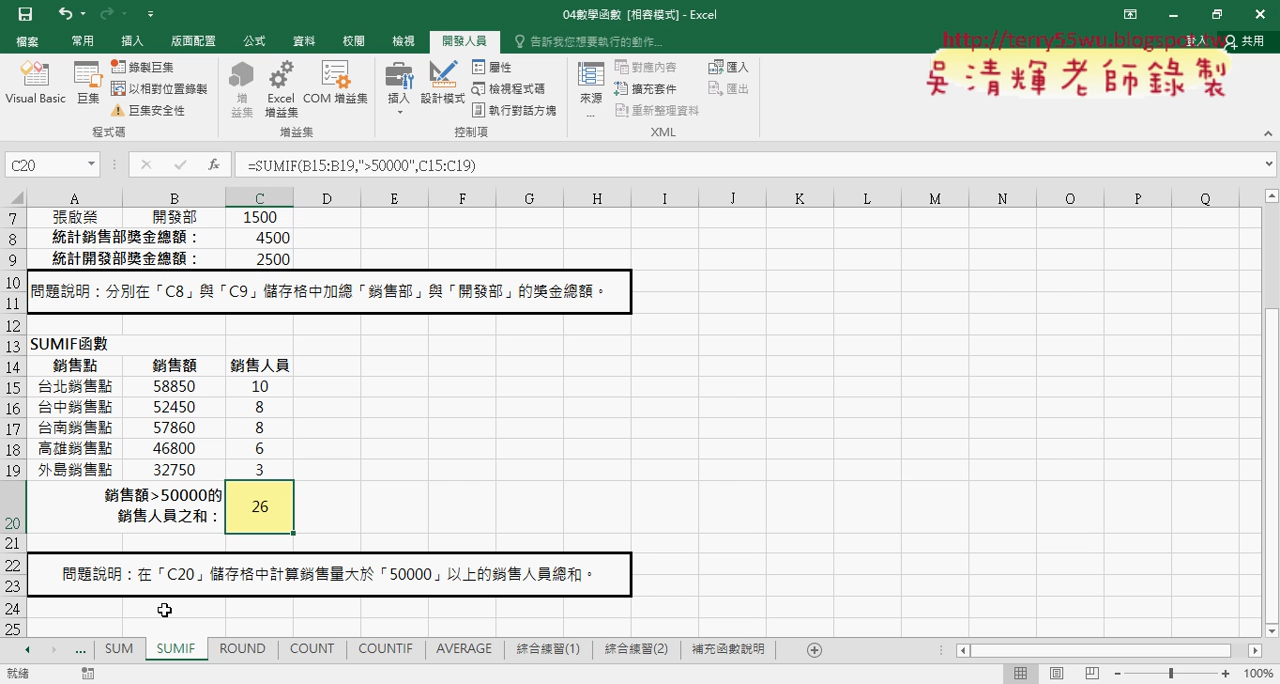 04數學函數 [相容模式] - Excel
檔案 常用 插入 版面配置 公式 資料 校閱 檢視 開發人員 告訴我您想要執行的動作... 登入 共用
http://terry55wu.blogspot.tw
吳清輝老師錄製
Visual Basic 巨集 錄製巨集 以相對位置錄製 巨集安全性 程式碼
增益集 Excel 增益集 COM 增益集 增益集
插入 設計模式 屬性 檢視程式碼 執行對話方塊 控制項
來源... 對應內容 擴充套件 重新整理資料 匯入 匯出 XML
C20 fx =SUMIF(B15:B19,">50000",C15:C19)
A B C D E F G H I J K L M N O P Q
7 張啟榮 開發部 1500
8 統計銷售部獎金總額： 4500
9 統計開發部獎金總額： 2500
10
問題說明：分別在「C8」與「C9」儲存格中加總「銷售部」與「開發部」的獎金總額。
11
12
13 SUMIF函數
14 銷售點 銷售額 銷售人員
15 台北銷售點 58850 10
16 台中銷售點 52450 8
17 台南銷售點 57860 8
18 高雄銷售點 46800 6
19 外島銷售點 32750 3
銷售額>50000的
20 銷售人員之和： 26
21
22
問題說明：在「C20」儲存格中計算銷售量大於「50000」以上的銷售人員總和。
23
24
25
... SUM SUMIF ROUND COUNT COUNTIF AVERAGE 綜合練習(1) 綜合練習(2) 補充函數說明
就緒 100%